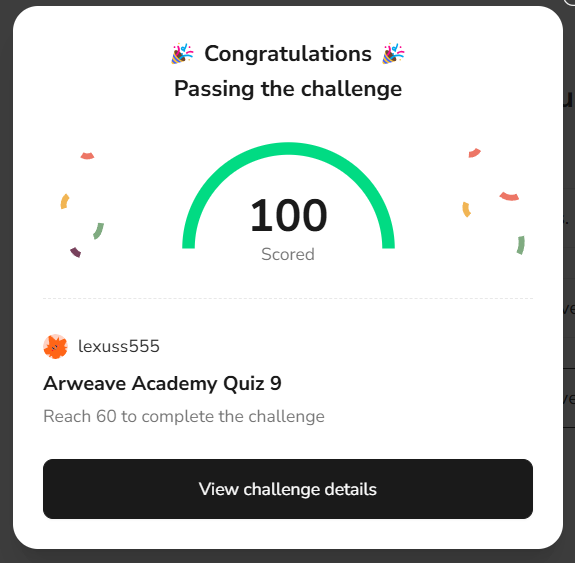 🎉 Congratulations 🎉
Passing the challenge
100
Scored
lexuss555
Arweave Academy Quiz 9
Reach 60 to complete the challenge
View challenge details